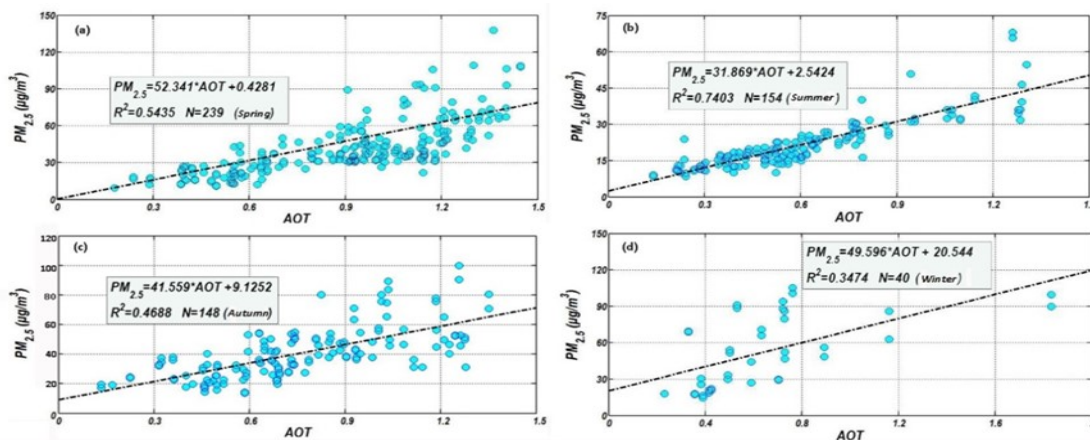 (a)
PM2.5=52.341*AOT+0.4281
R²=0.5435 N=239 (Spring)
PM2.5 (μg/m³)
150
120
90
60
30
0
0 0.3 0.6 0.9 1.2 1.5
AOT
(b)
PM2.5=31.869*AOT+2.5424
R²=0.7403 N=154 (Summer)
PM2.5 (μg/m³)
75
60
45
30
15
0
0 0.3 0.6 0.9 1.2 1.5
AOT
(c)
PM2.5=41.559*AOT+9.1252
R²=0.4688 N=148 (Autumn)
PM2.5 (μg/m³)
120
100
80
60
40
20
0
0 0.3 0.6 0.9 1.2 1.5
AOT
(d)
PM2.5=49.596*AOT + 20.544
R²=0.3474 N=40 (Winter)
PM2.5 (μg/m³)
150
120
90
60
30
0
0 0.4 0.8 1.2 1.6
AOT